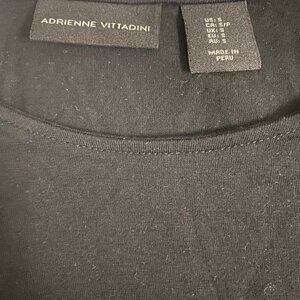 ADRIENNE VITTADINI
US: S
CA: S/P
UK: S
EU: S
AU: S
MADE IN
PERU